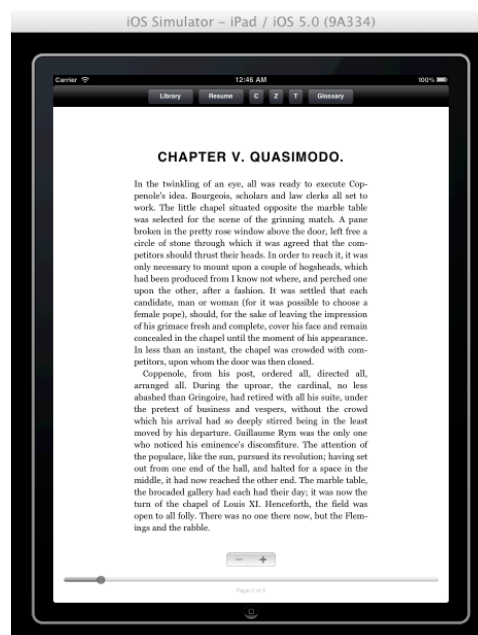 iOS Simulator – iPad / iOS 5.0 (9A334)
Carrier 12:46 AM 100%
Library Resume C Z T Glossary
CHAPTER V. QUASIMODO.
In the twinkling of an eye, all was ready to execute Cop-
penole's idea. Bourgeois, scholars and law clerks all set to
work. The little chapel situated opposite the marble table
was selected for the scene of the grinning match. A pane
broken in the pretty rose window above the door, left free a
circle of stone through which it was agreed that the com-
petitors should thrust their heads. In order to reach it, it was
only necessary to mount upon a couple of hogsheads, which
had been produced from I know not where, and perched one
upon the other, after a fashion. It was settled that each
candidate, man or woman (for it was possible to choose a
female pope), should, for the sake of leaving the impression
of his grimace fresh and complete, cover his face and remain
concealed in the chapel until the moment of his appearance.
In less than an instant, the chapel was crowded with com-
petitors, upon whom the door was then closed.
Coppenole, from his post, ordered all, directed all,
arranged all. During the uproar, the cardinal, no less
abashed than Gringoire, had retired with all his suite, under
the pretext of business and vespers, without the crowd
which his arrival had so deeply stirred being in the least
moved by his departure. Guillaume Rym was the only one
who noticed his eminence's discomfiture. The attention of
the populace, like the sun, pursued its revolution; having set
out from one end of the hall, and halted for a space in the
middle, it had now reached the other end. The marble table,
the brocaded gallery had each had their day; it was now the
turn of the chapel of Louis XI. Henceforth, the field was
open to all folly. There was no one there now, but the Flem-
ings and the rabble.
− +
Page 0 of 0